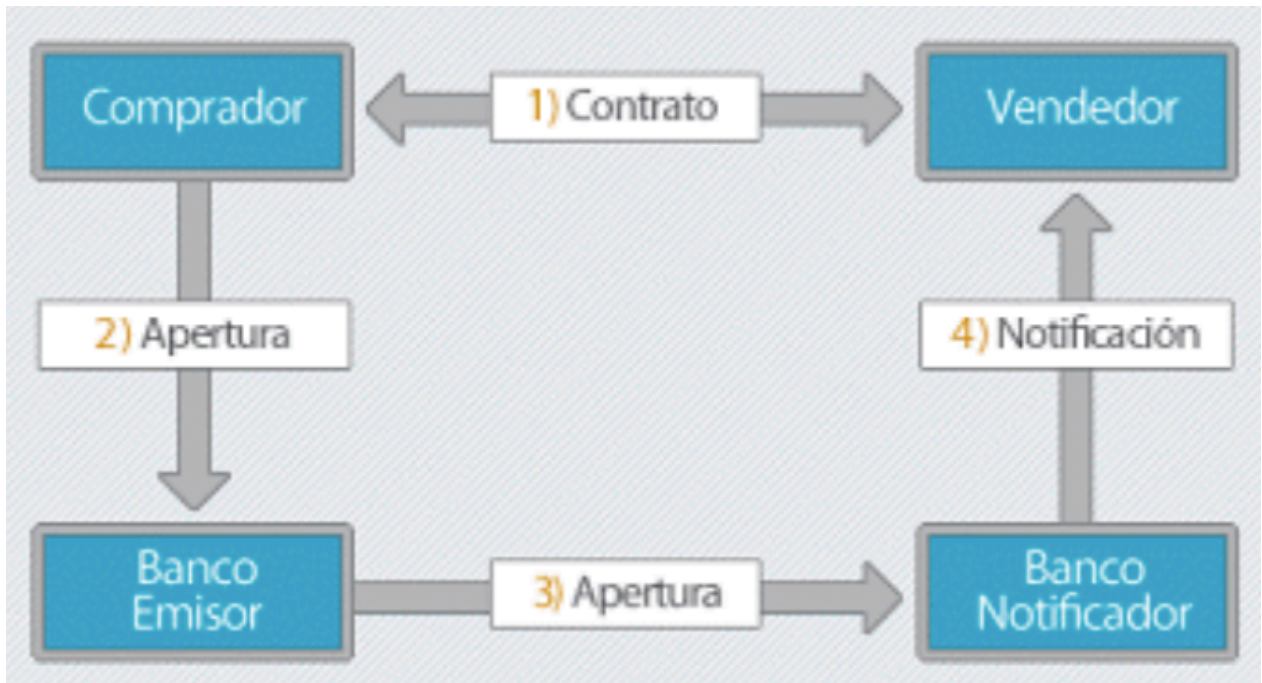 Comprador
1) Contrato
Vendedor
2) Apertura
4) Notificación
Banco
Emisor
3) Apertura
Banco
Notificador